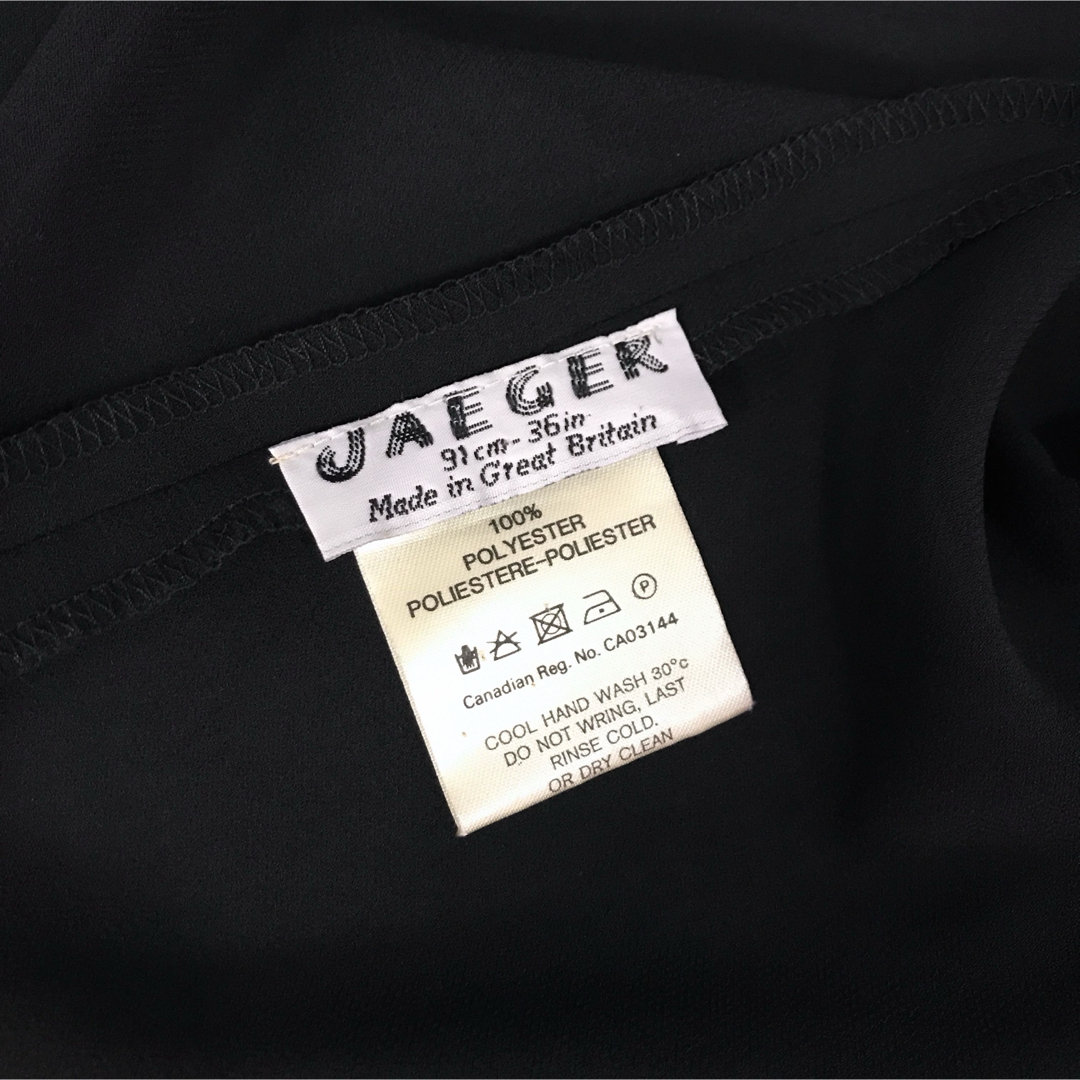 JAEGER
91cm-36in
Made in Great Britain
100%
POLYESTER
POLIESTERE-POLIESTER
P
Canadian Reg. No. CA03144
COOL HAND WASH 30°c
DO NOT WRING, LAST
RINSE COLD.
OR DRY CLEAN